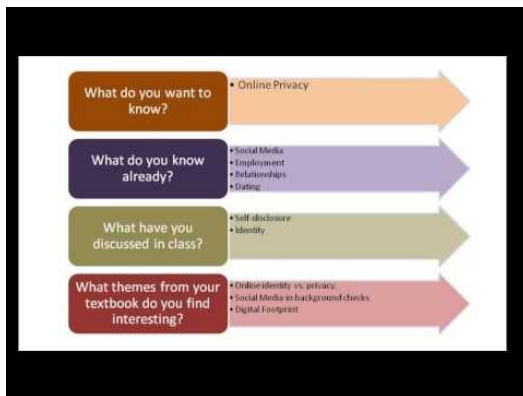 What do you want to
know?
• Online Privacy
What do you know
already?
• Social Media
• Employment
• Relationships
• Dating
What have you
discussed in class?
• Self-disclosure
• Identity
What themes from your
textbook do you find
interesting?
• Online identity vs. privacy.
• Social Media in background checks
• Digital Footprint